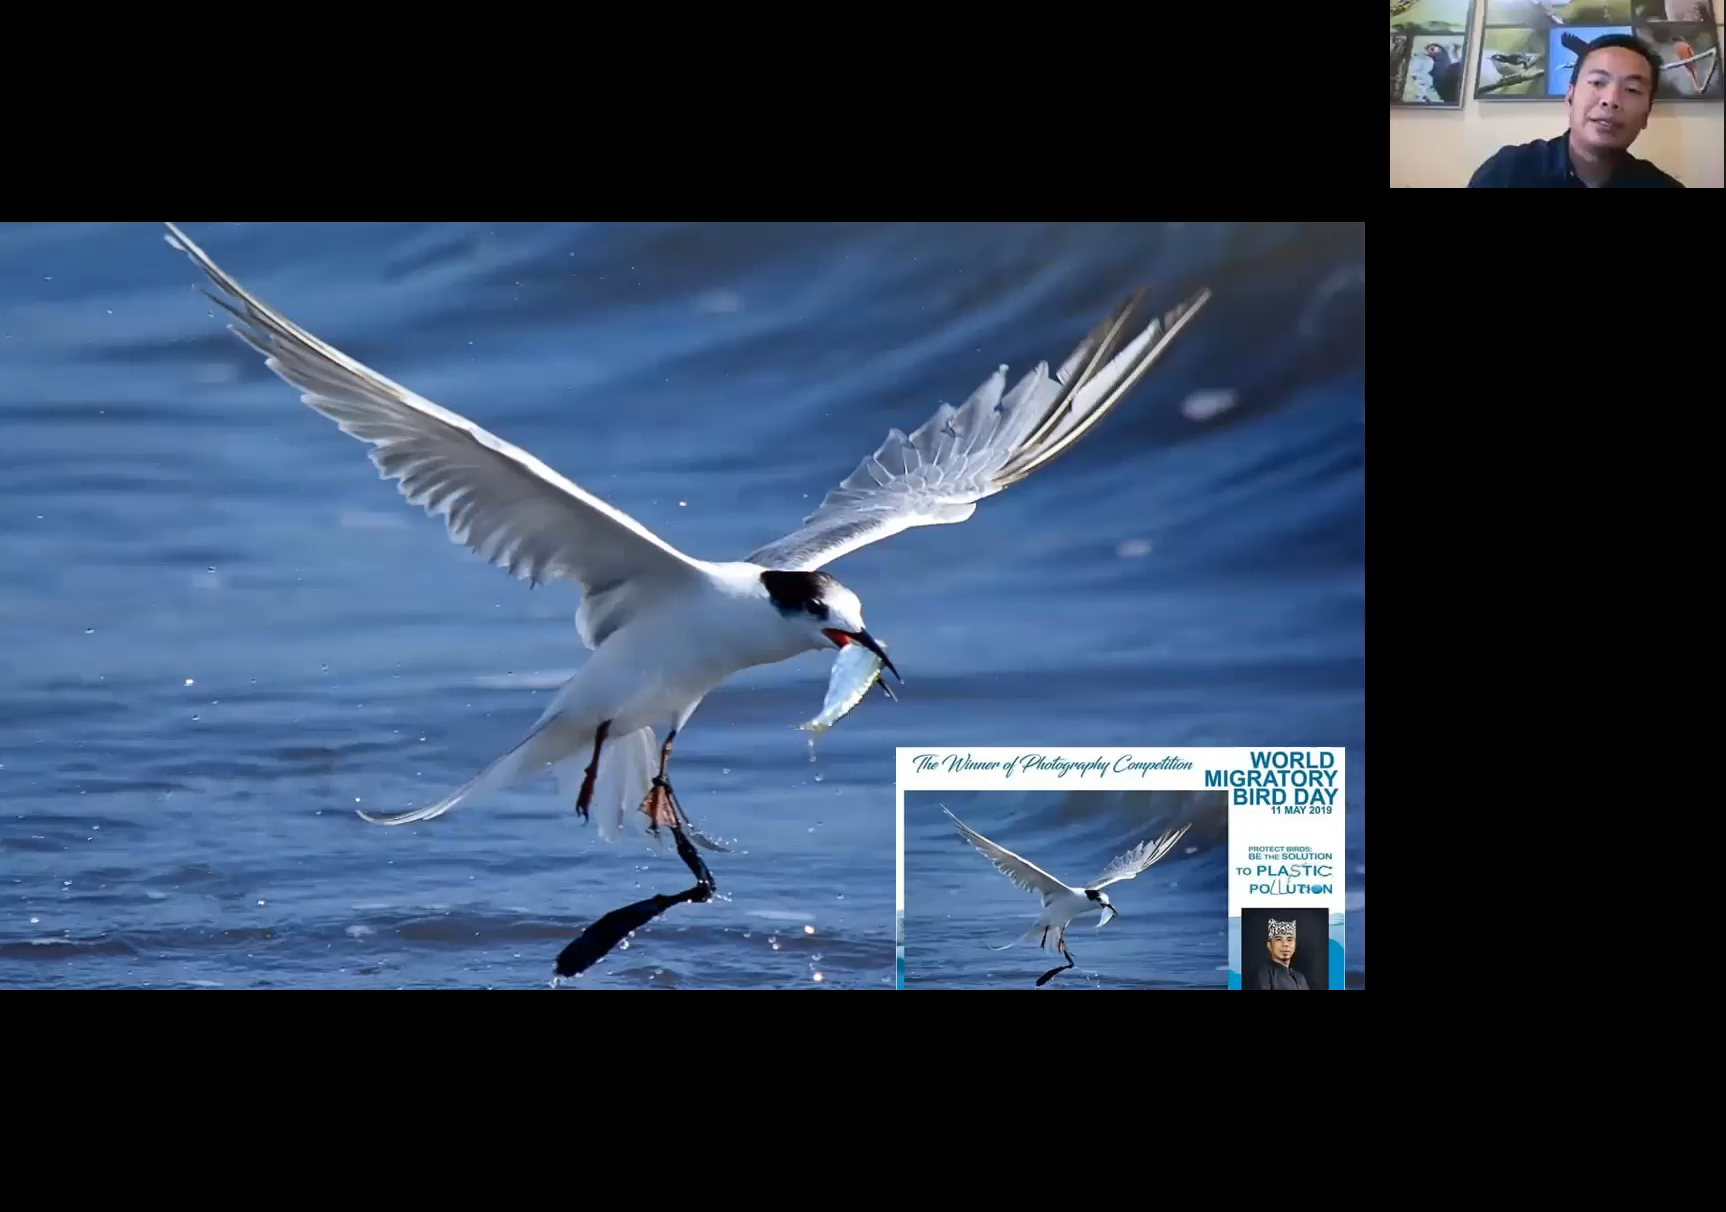 The Winner of Photography Competition
WORLD
MIGRATORY
BIRD DAY
11 MAY 2019
PROTECT BIRDS:
BE THE SOLUTION
TO PLASTIC
POLLUTION